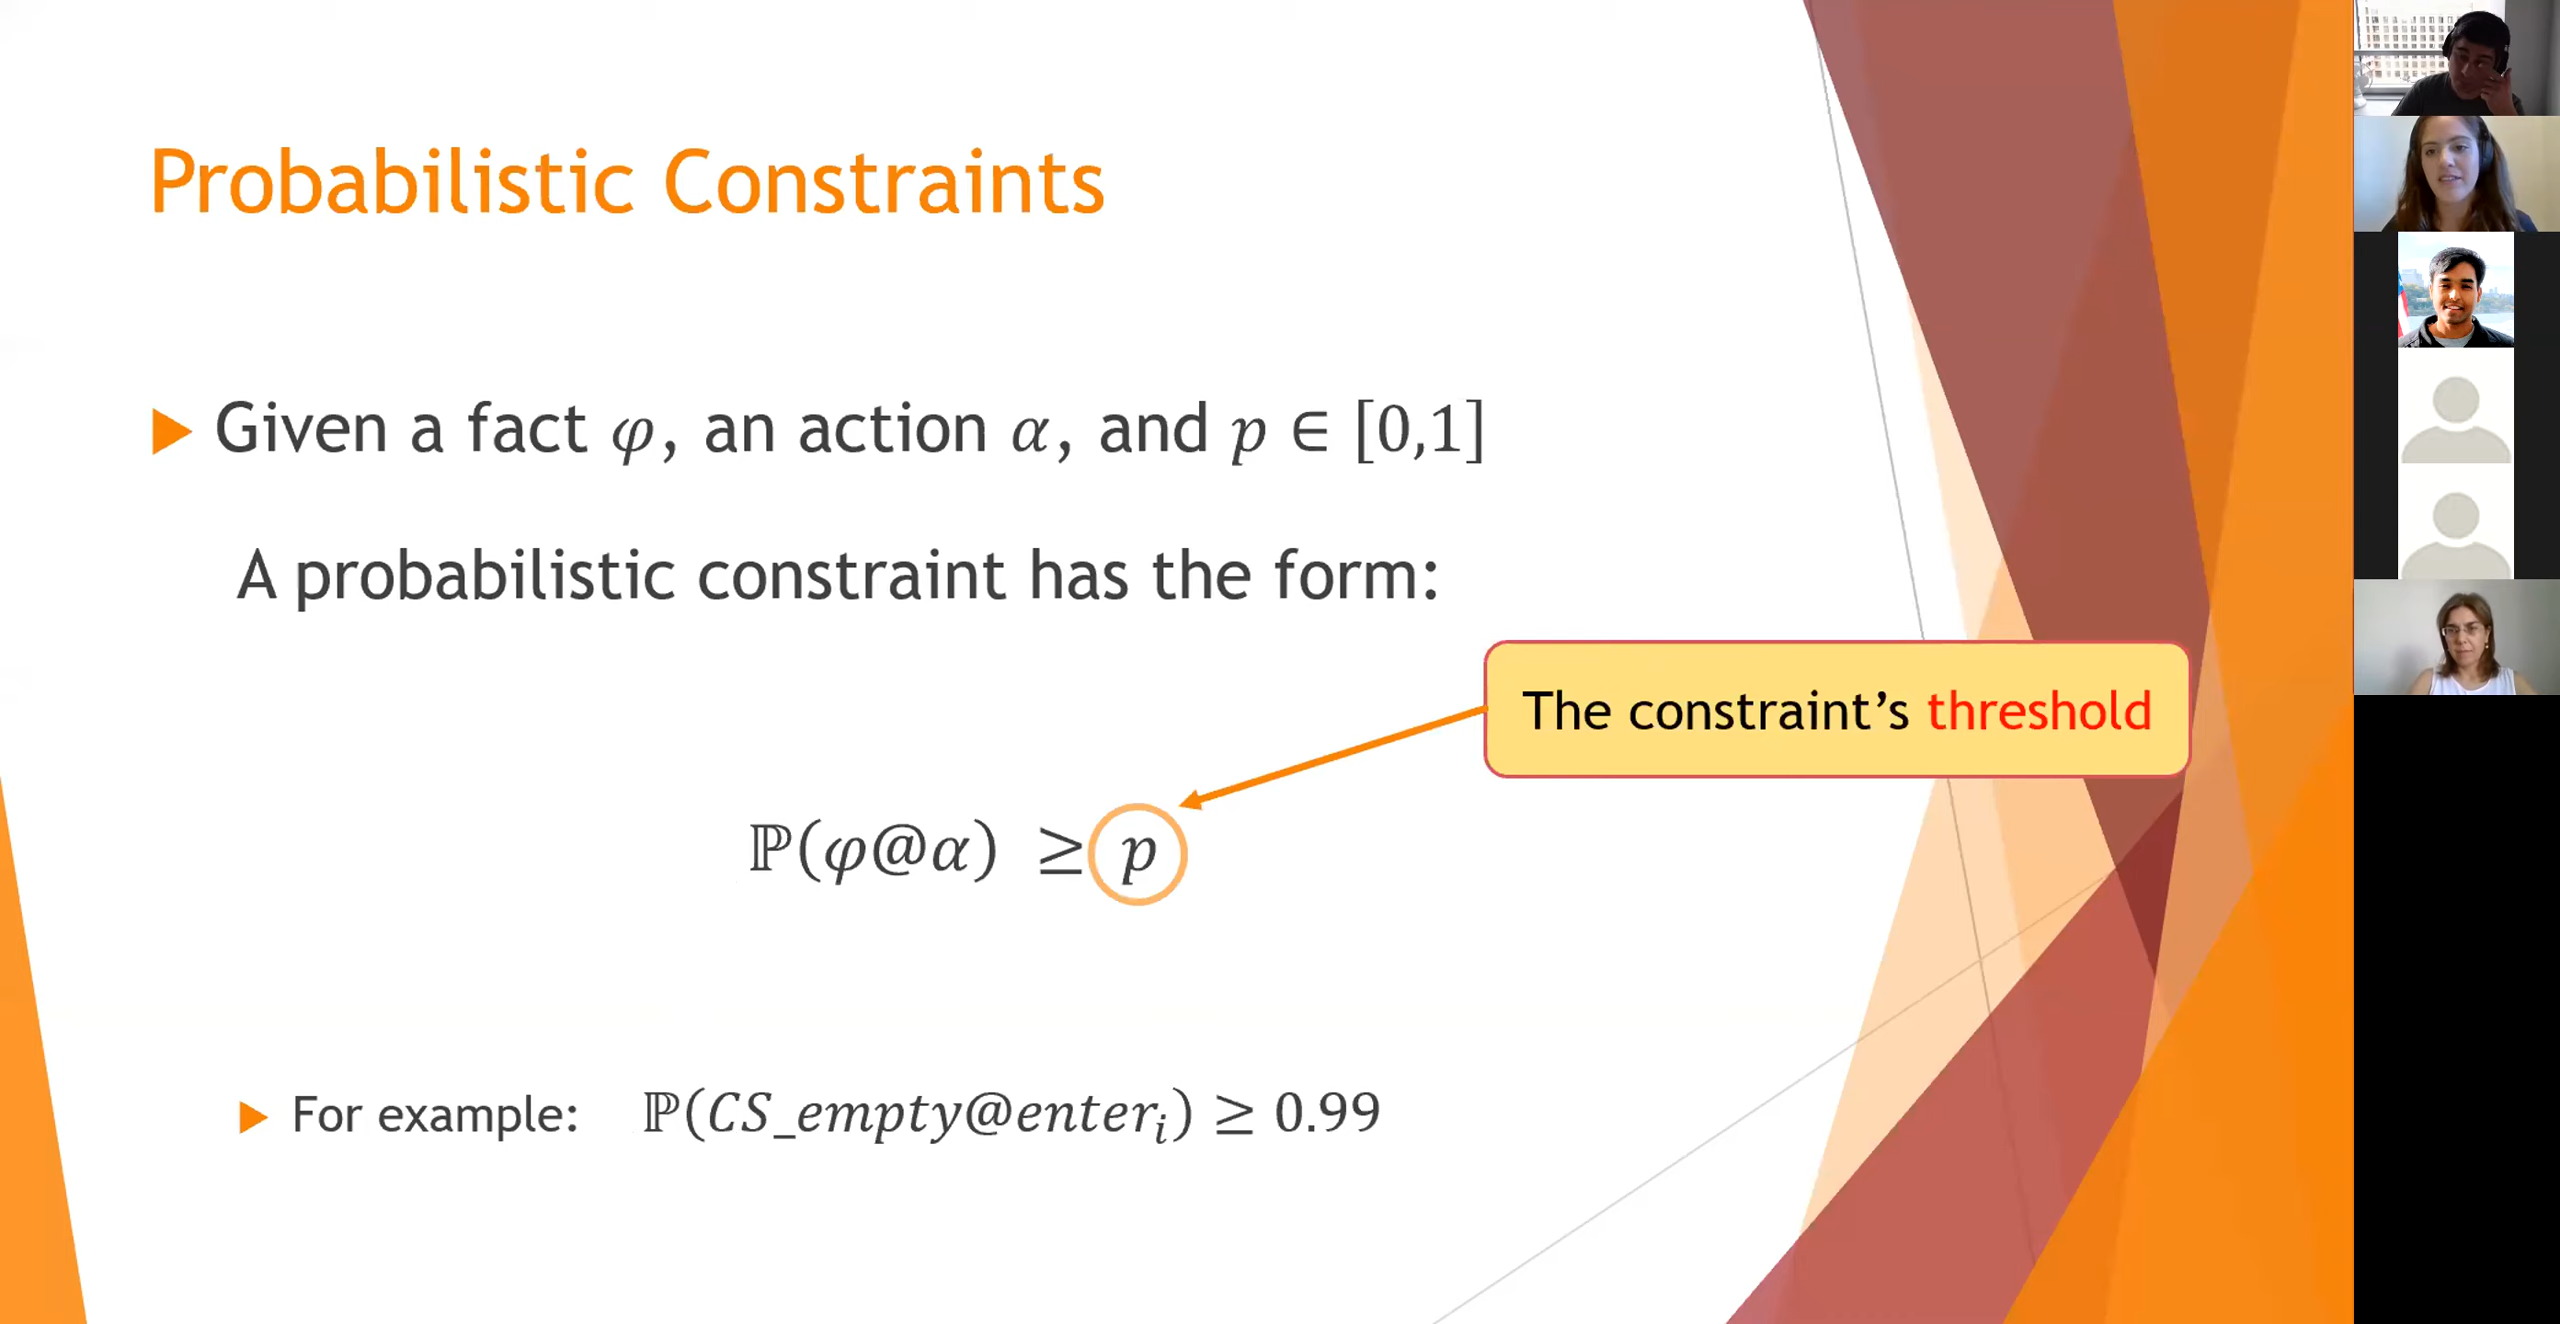 Probabilistic Constraints
Given a fact φ, an action α, and p ∈ [0,1]
A probabilistic constraint has the form:
The constraint’s threshold
ℙ(φ@α) ≥ p
For example: ℙ(CS_empty@enterᵢ) ≥ 0.99